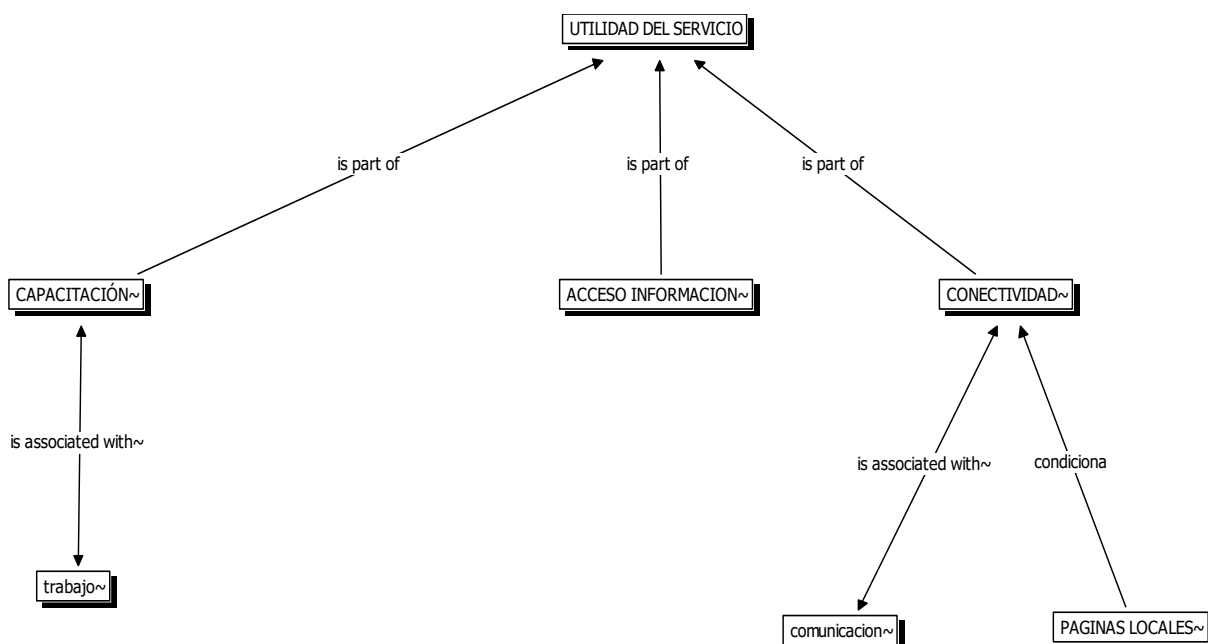 UTILIDAD DEL SERVICIO
is part of
is part of
is part of
CAPACITACIÓN~
ACCESO INFORMACION~
CONECTIVIDAD~
is associated with~
is associated with~
condiciona
trabajo~
comunicacion~
PAGINAS LOCALES~